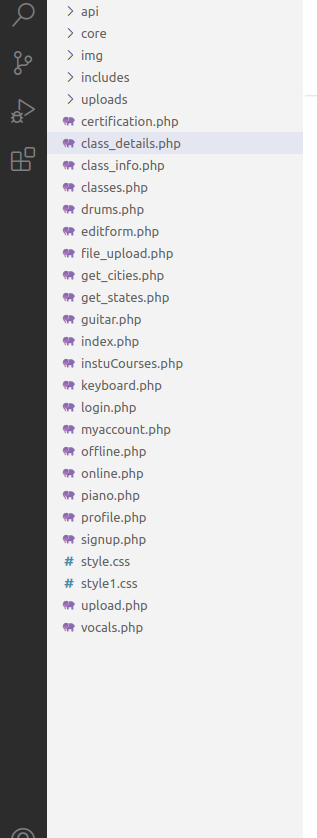 api
core
img
includes
uploads
certification.php
class_details.php
class_info.php
classes.php
drums.php
editform.php
file_upload.php
get_cities.php
get_states.php
guitar.php
index.php
instuCourses.php
keyboard.php
login.php
myaccount.php
offline.php
online.php
piano.php
profile.php
signup.php
# style.css
# style1.css
upload.php
vocals.php